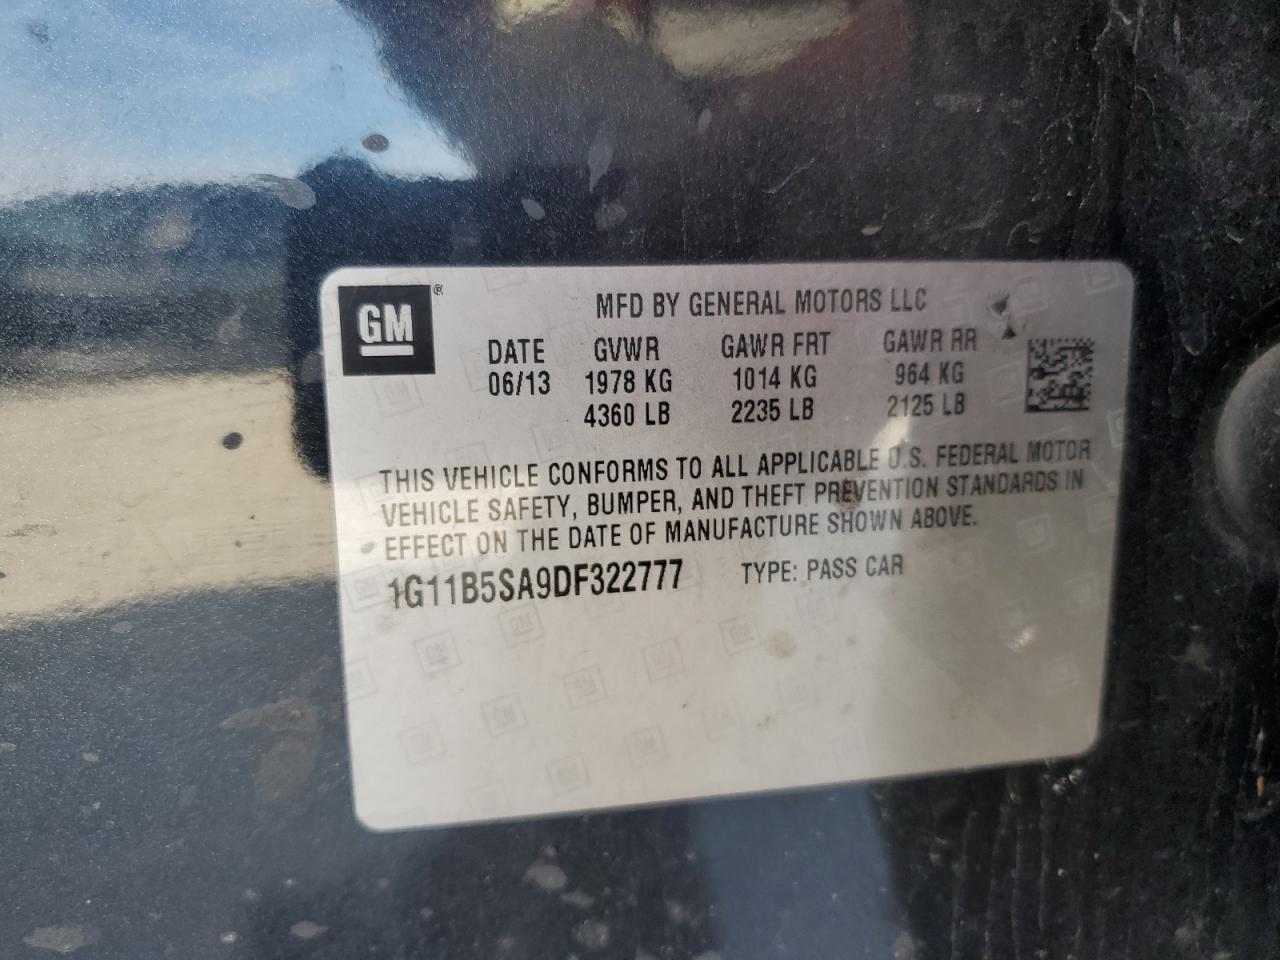 GM®
MFD BY GENERAL MOTORS LLC
DATE GVWR GAWR FRT GAWR RR
06/13 1978 KG 1014 KG 964 KG
4360 LB 2235 LB 2125 LB
THIS VEHICLE CONFORMS TO ALL APPLICABLE U.S. FEDERAL MOTOR
VEHICLE SAFETY, BUMPER, AND THEFT PREVENTION STANDARDS IN
EFFECT ON THE DATE OF MANUFACTURE SHOWN ABOVE.
1G11B5SA9DF322777 TYPE: PASS CAR